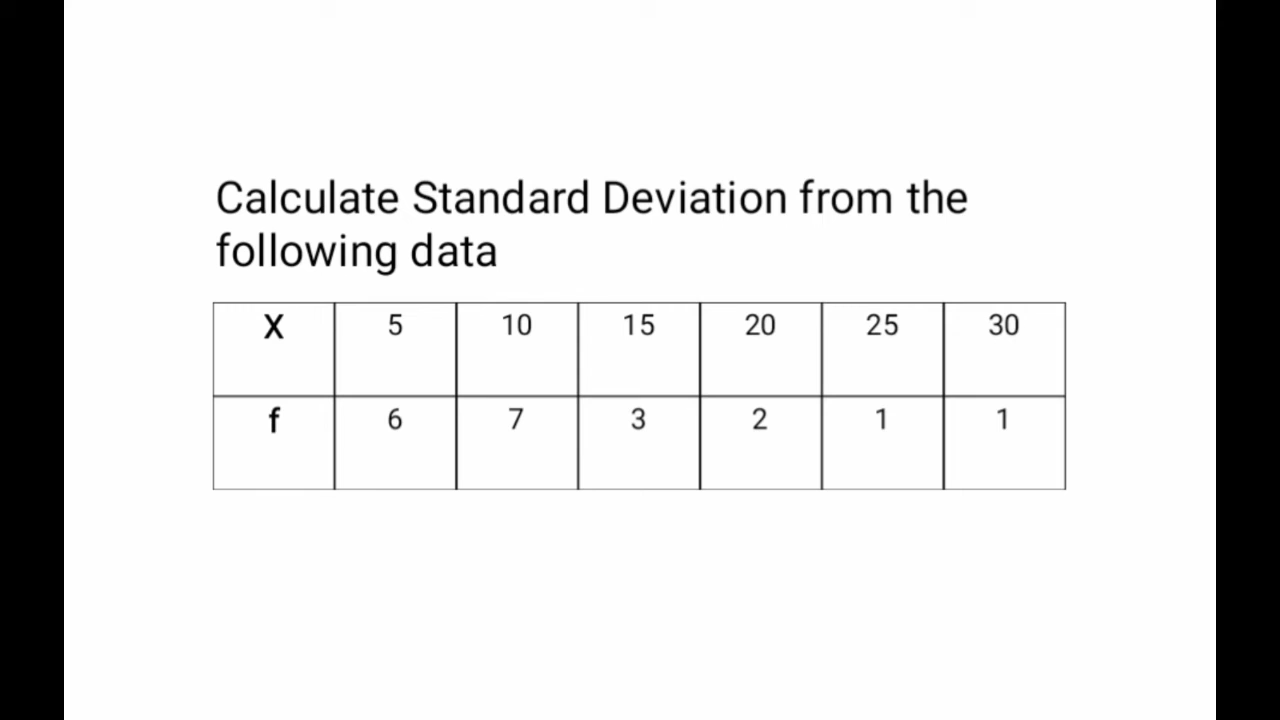 Calculate Standard Deviation from the
following data
X 5 10 15 20 25 30
f 6 7 3 2 1 1